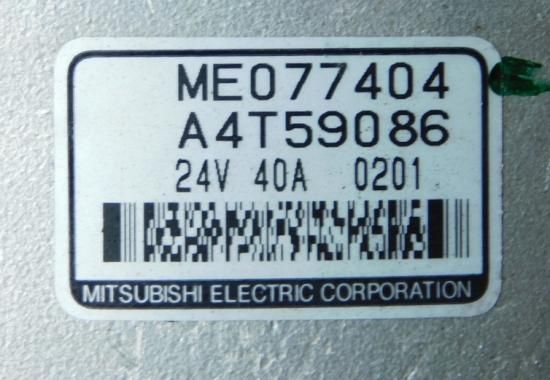 ME077404
A4T59086
24V 40A 0201
MITSUBISHI ELECTRIC CORPORATION